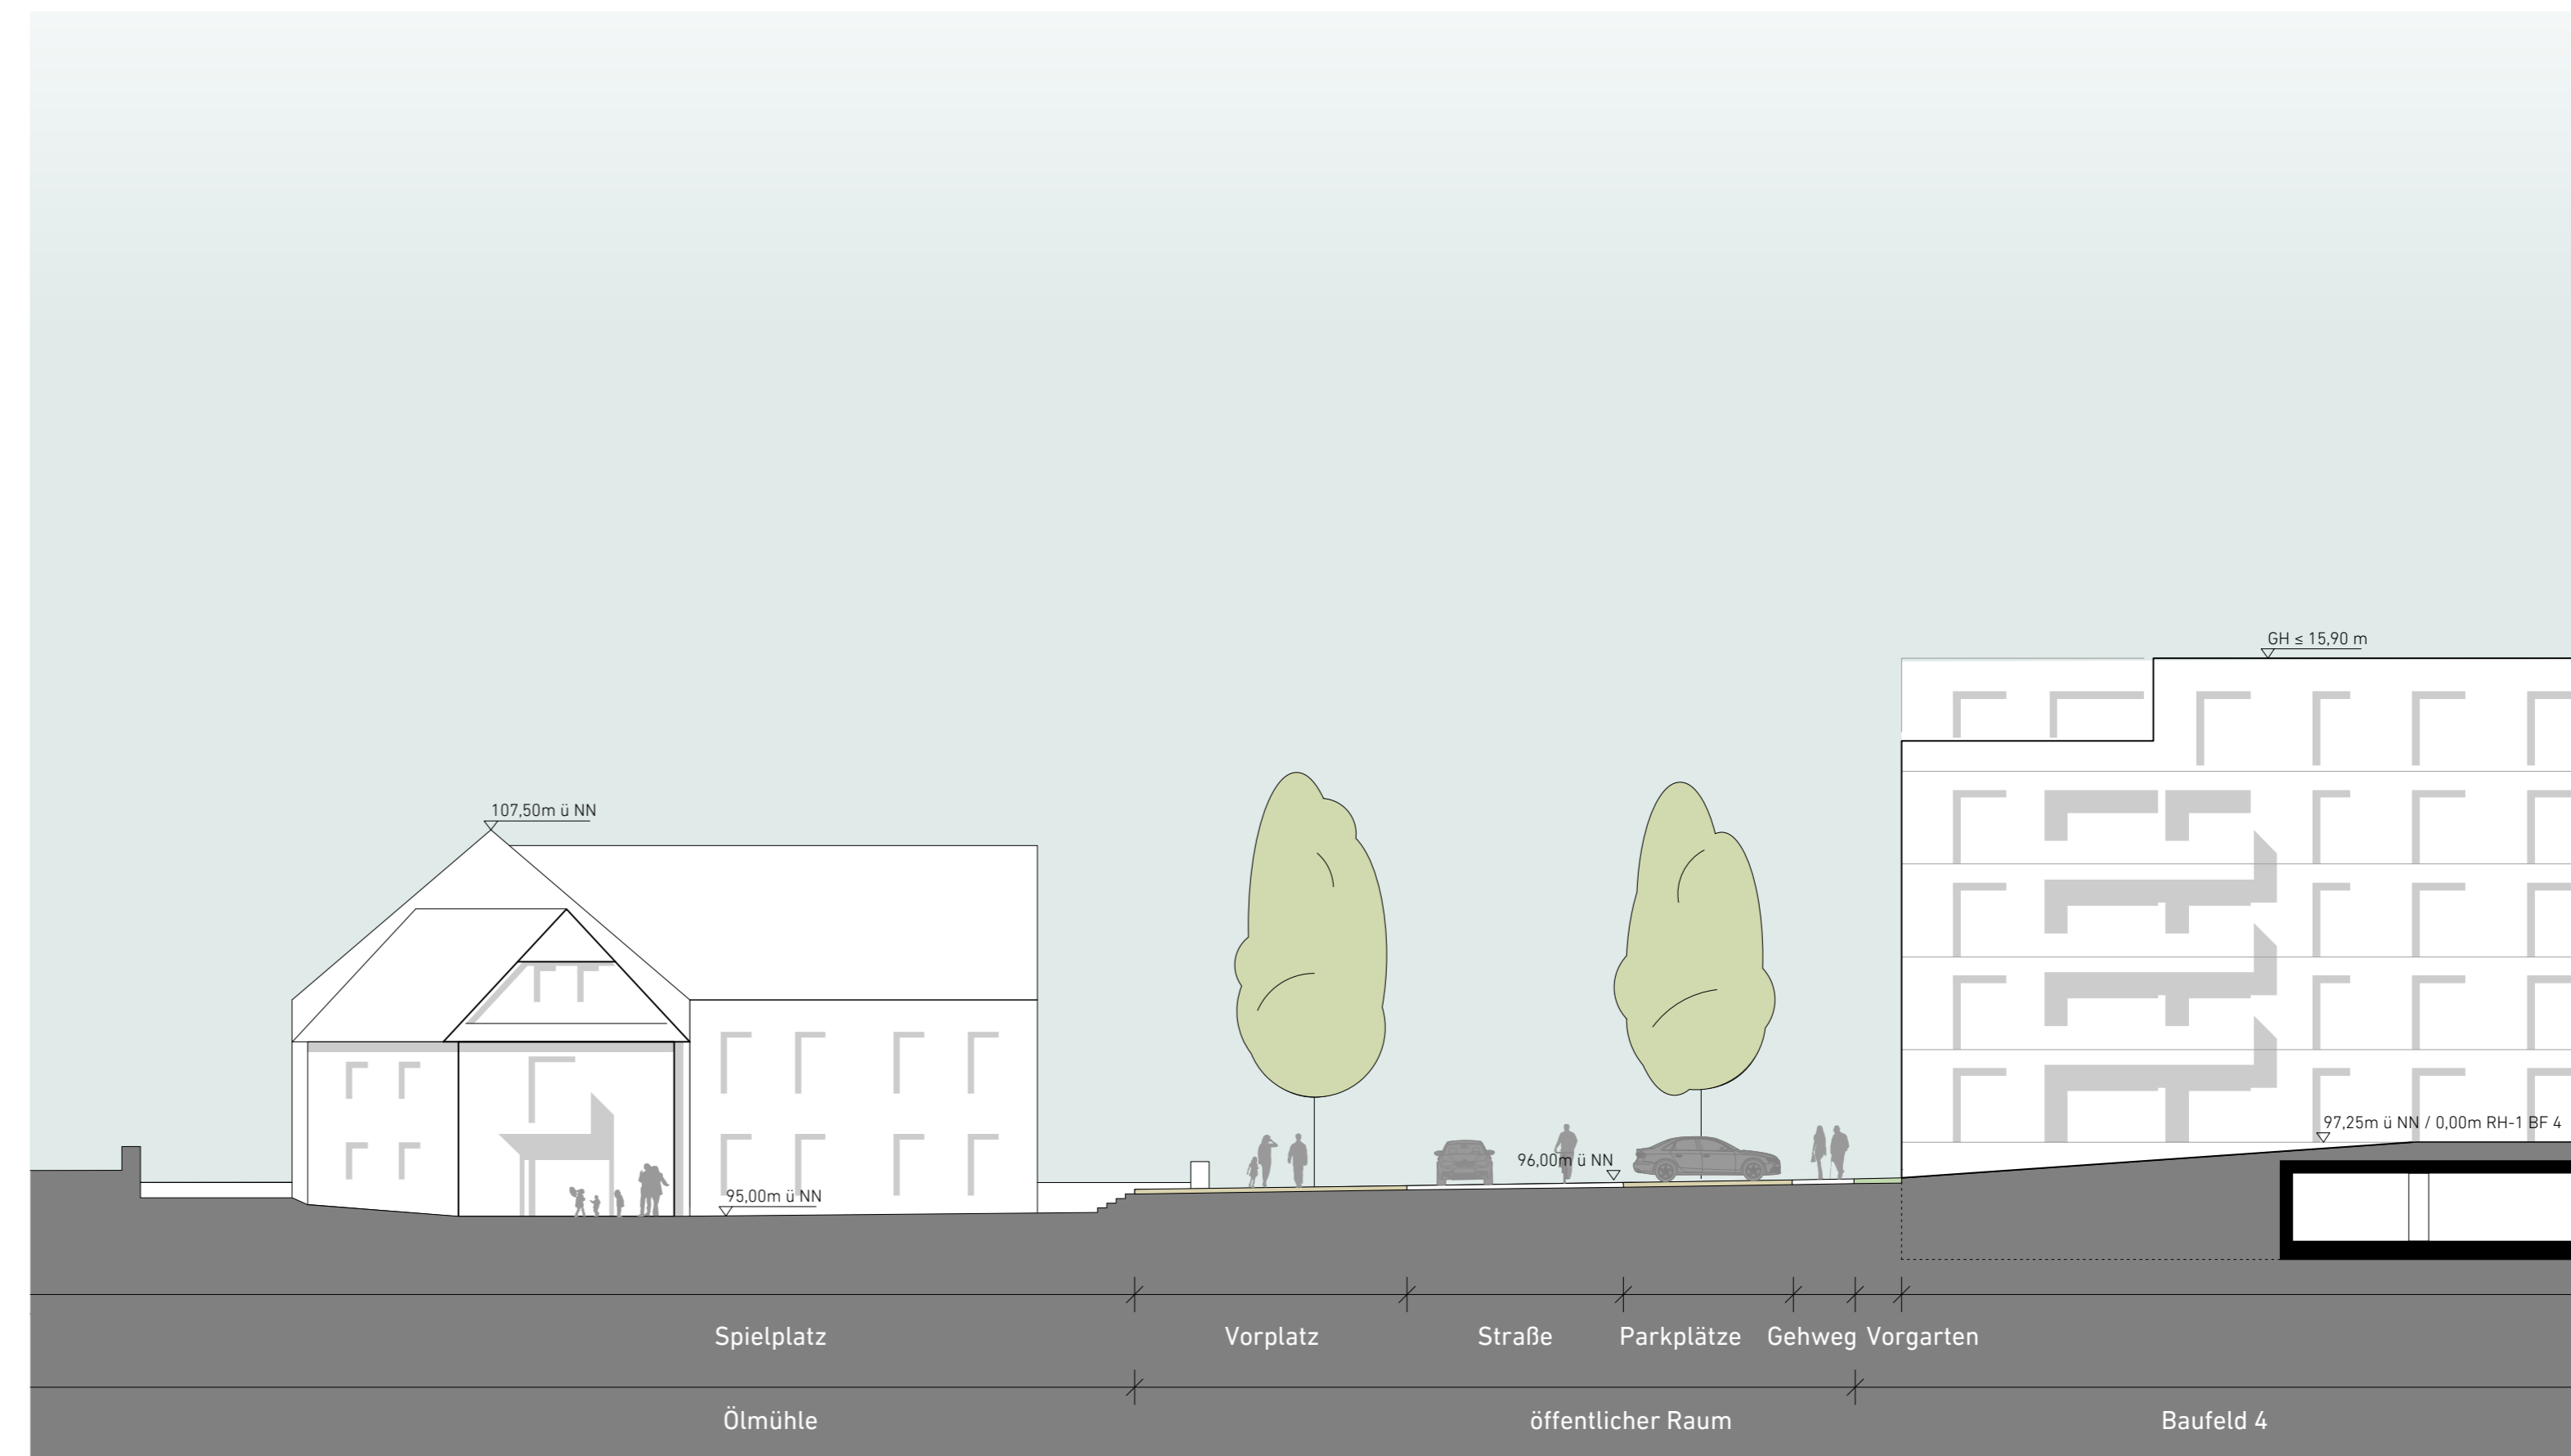 GH ≤ 15,90 m
107,50m ü NN
97,25m ü NN / 0,00m RH-1 BF 4
96,00m ü NN
95,00m ü NN
Spielplatz
Vorplatz
Straße
Parkplätze
Gehweg
Vorgarten
Ölmühle
öffentlicher Raum
Baufeld 4